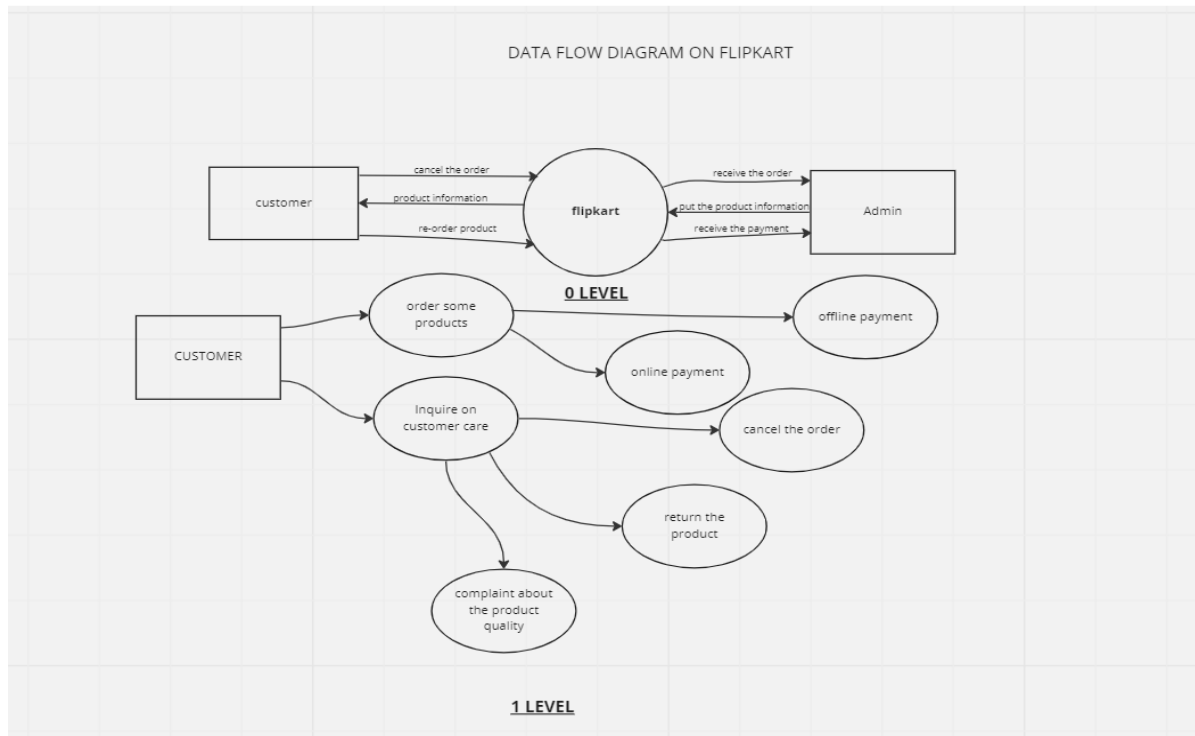 DATA FLOW DIAGRAM ON FLIPKART
cancel the order
receive the order
customer
product information
flipkart
put the product information
Admin
re-order product
receive the payment
0 LEVEL
order some
products
offline payment
CUSTOMER
online payment
Inquire on
customer care
cancel the order
return the
product
complaint about
the product
quality
1 LEVEL